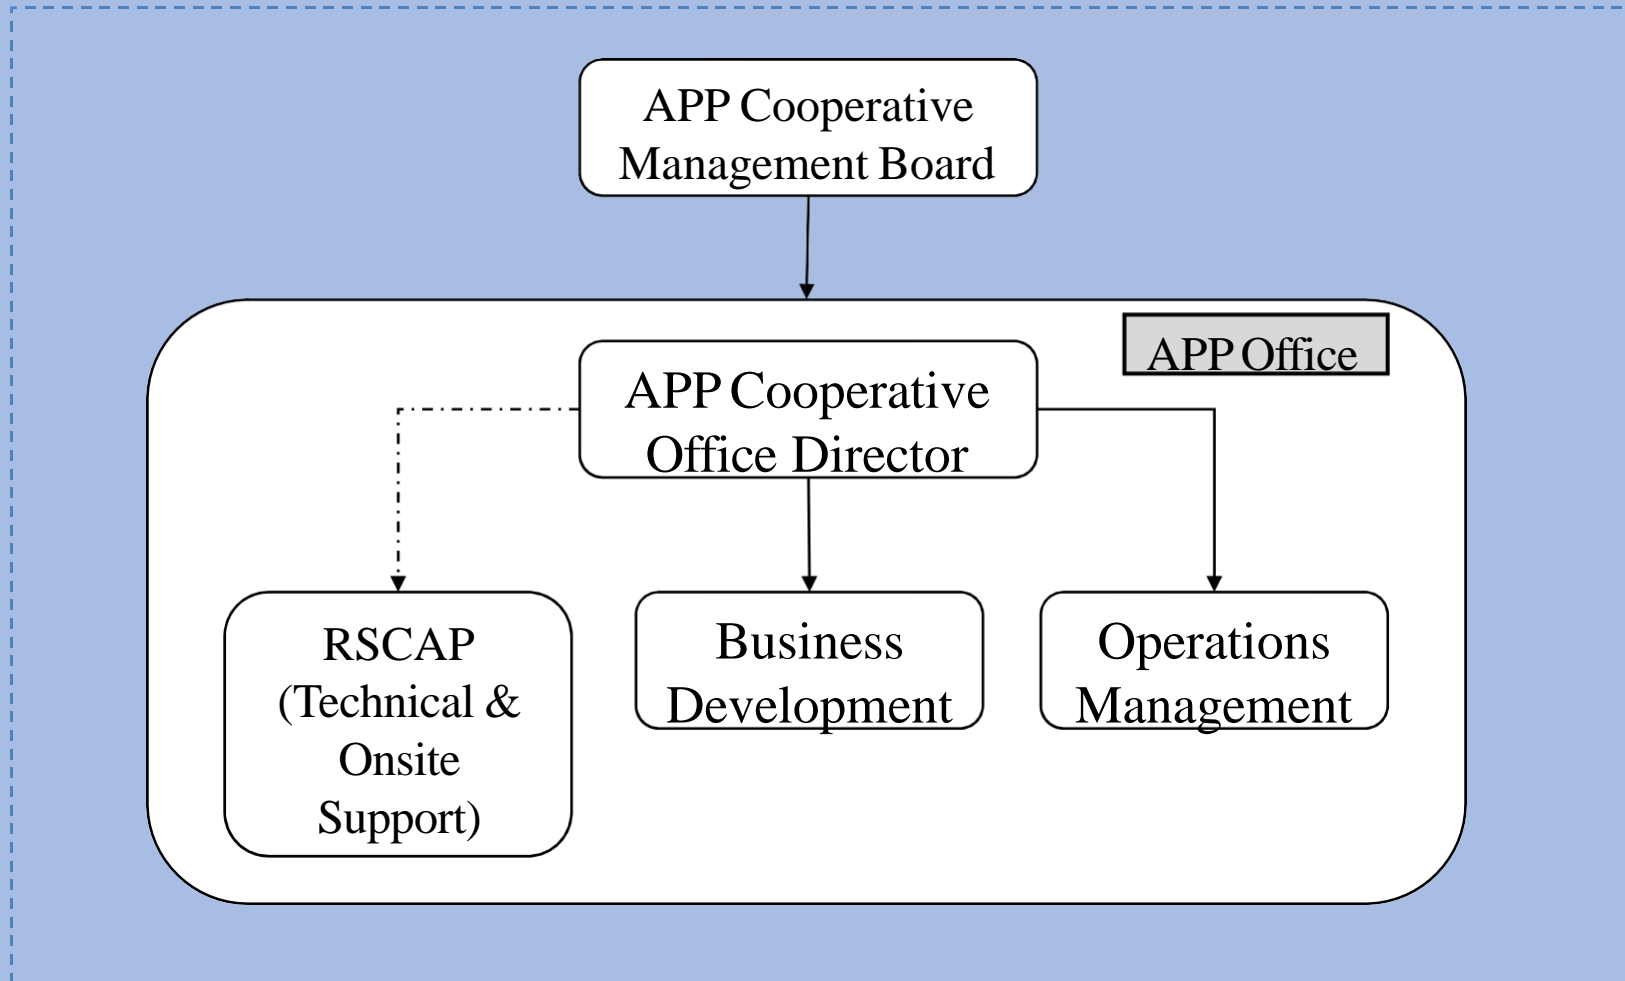 APP Cooperative
Management Board
APP Office
APP Cooperative
Office Director
RSCAP
(Technical &
Onsite
Support)
Business
Development
Operations
Management